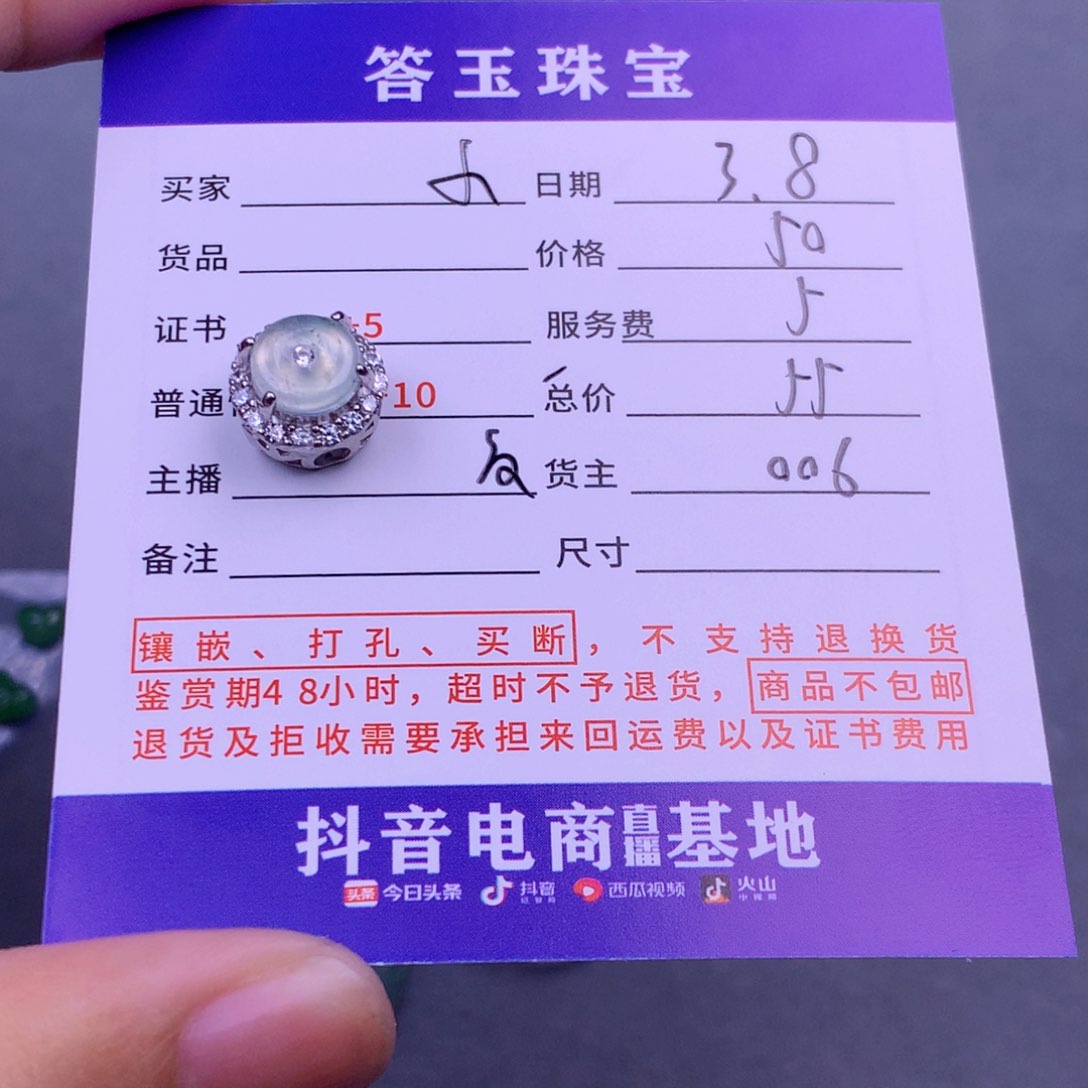 答玉珠宝
买家 日期 3.8
货品 价格 50
证书 +5 服务费 5
普通 10 总价 55
主播 货主 006
备注 尺寸
镶嵌、打孔、买断，不支持退换货
鉴赏期48小时，超时不予退货，商品不包邮
退货及拒收需要承担来回运费以及证书费用
抖音电商直播基地
头条 今日头条 抖音 西瓜视频 火山